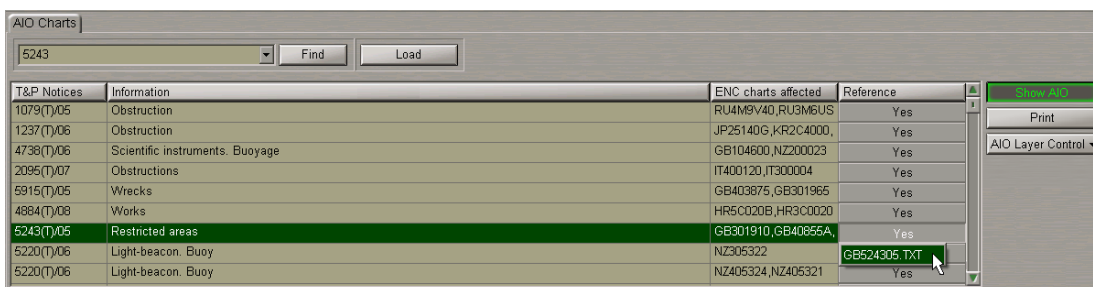 AIO Charts
5243 Find Load
T&P Notices Information ENC charts affected Reference Show AIO
1079(T)/05 Obstruction RU4M9V40,RU3M6US Yes Print
1237(T)/06 Obstruction JP25140G,KR2C4000, Yes
4738(T)/06 Scientific instruments. Buoyage GB104600,NZ200023 Yes AIO Layer Control
2095(T)/07 Obstructions IT400120,IT300004 Yes
5915(T)/05 Wrecks GB403875,GB301965 Yes
4884(T)/08 Works HR5C020B,HR3C0020 Yes
5243(T)/05 Restricted areas GB301910,GB40855A, Yes
5220(T)/06 Light-beacon. Buoy NZ305322 GB524305.TXT
5220(T)/06 Light-beacon. Buoy NZ405324,NZ405321 Yes